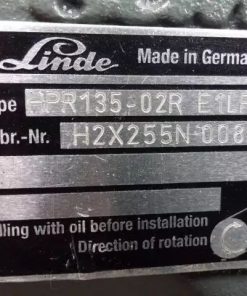 Linde Made in Germa
pe HPR135-02R E1L
br.-Nr. H2X255N 006
lling with oil before installation
Direction of rotation